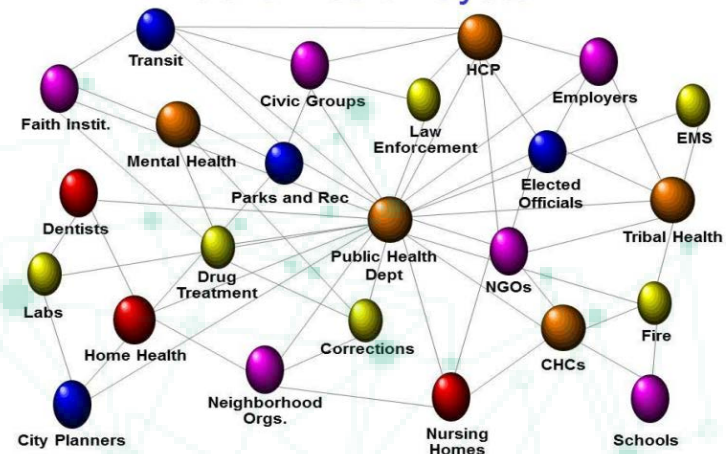 Transit
HCP
Civic Groups
Employers
Faith Instit.
Law
Enforcement
EMS
Mental Health
Parks and Rec
Elected
Officials
Dentists
Public Health
Dept
Tribal Health
Drug
Treatment
NGOs
Labs
Home Health
Corrections
Fire
CHCs
Neighborhood
Orgs.
City Planners
Nursing
Homes
Schools